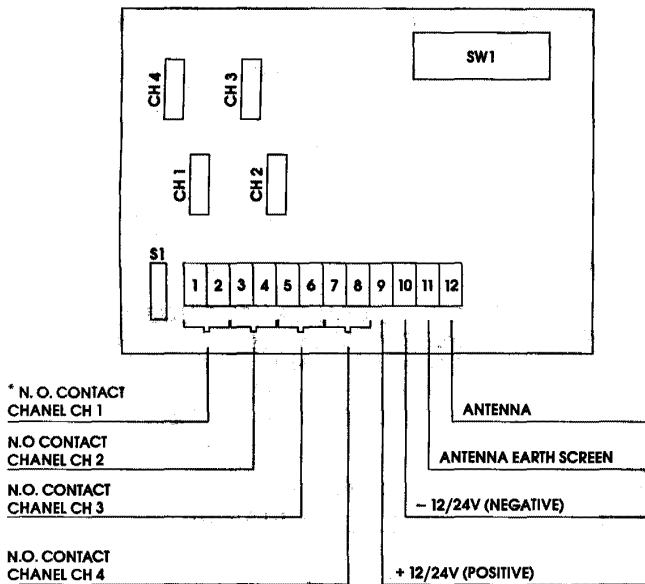 SW1
CH 4
CH 3
CH 1
CH 2
S1
1 2 3 4 5 6 7 8 9 10 11 12
* N. O. CONTACT
CHANEL CH 1
N.O CONTACT
CHANEL CH 2
N.O. CONTACT
CHANEL CH 3
N.O. CONTACT
CHANEL CH 4
ANTENNA
ANTENNA EARTH SCREEN
– 12/24V (NEGATIVE)
+ 12/24V (POSITIVE)